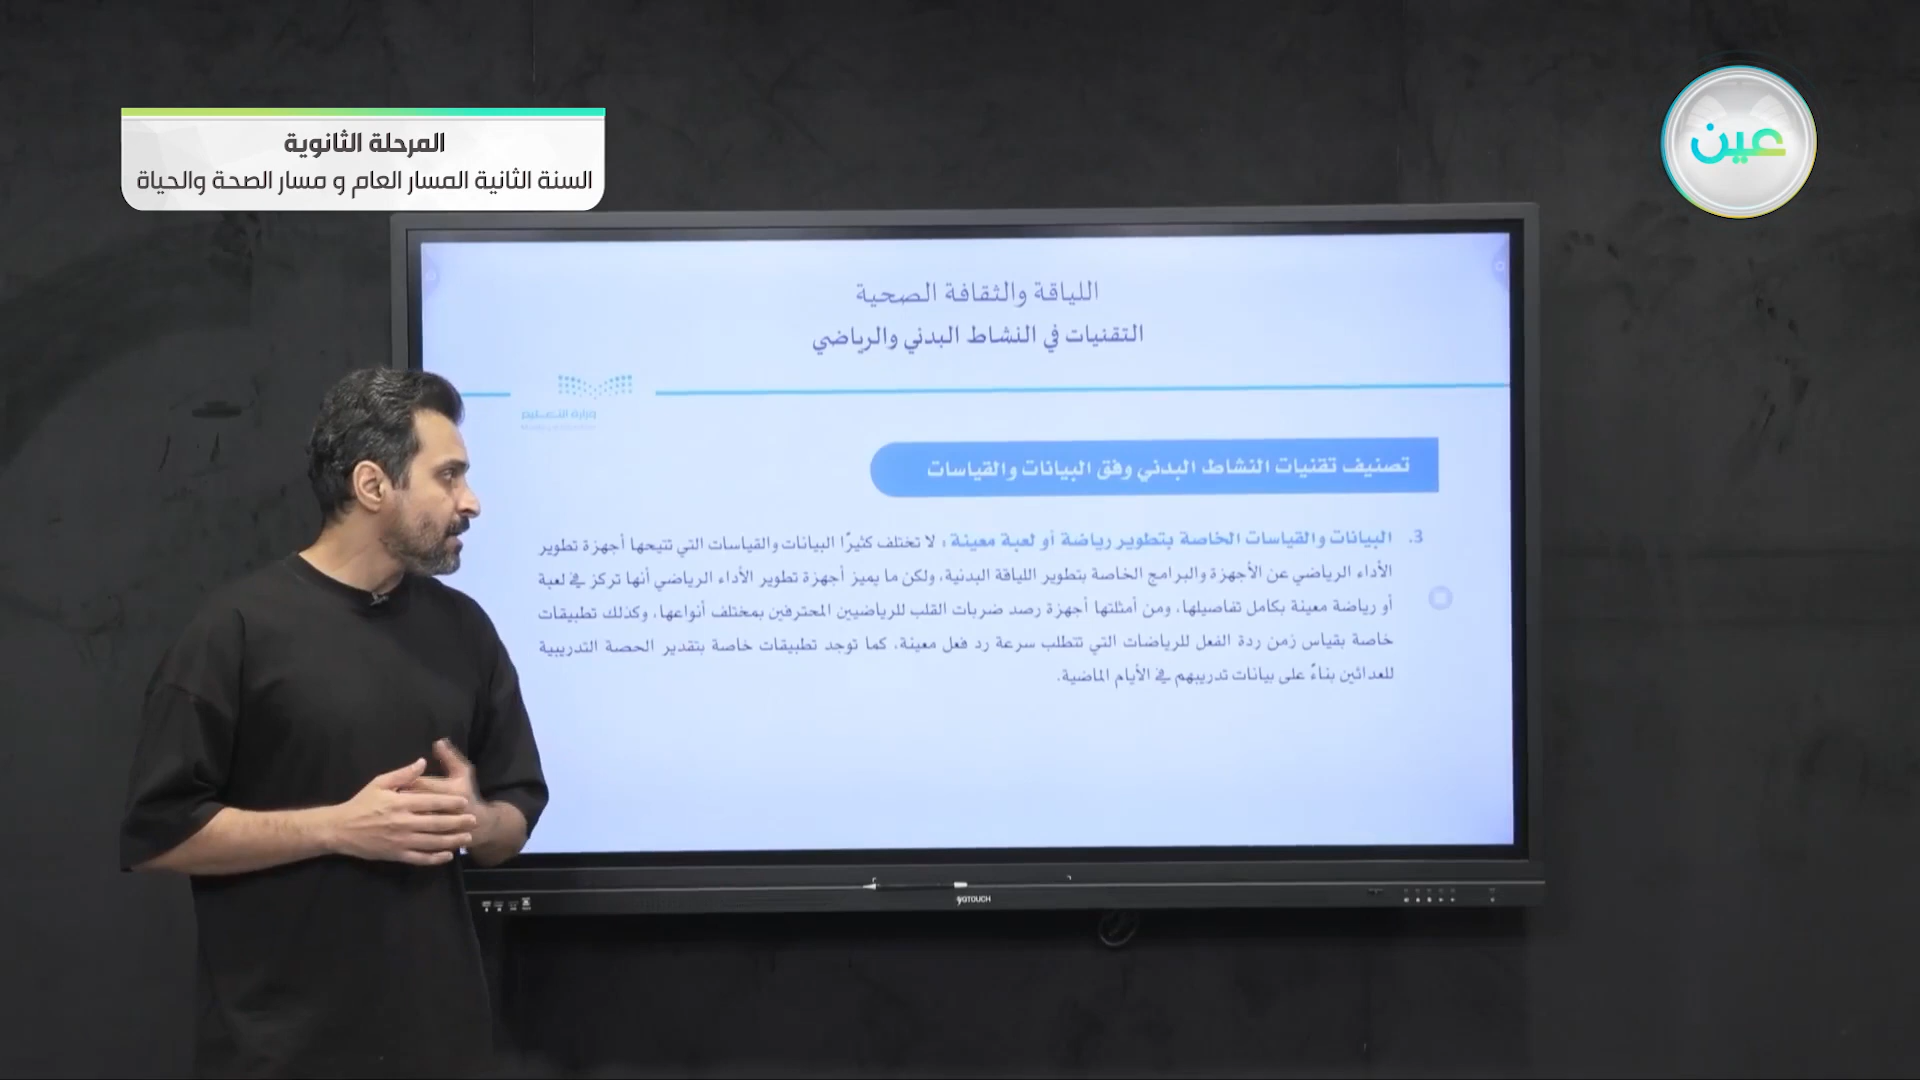 المرحلة الثانوية
السنة الثانية المسار العام و مسار الصحة والحياة
عين
اللياقة والثقافة الصحية
التقنيات في النشاط البدني والرياضي
وزارة التعليم
تصنيف تقنيات النشاط البدني وفق البيانات والقياسات
3. البيانات والقياسات الخاصة بتطوير رياضة أو لعبة معينة : لا تختلف كثيرًا البيانات والقياسات التي تتيحها أجهزة تطوير
الأداء الرياضي عن الأجهزة والبرامج الخاصة بتطوير اللياقة البدنية، ولكن ما يميز أجهزة تطوير الأداء الرياضي أنها تركز في لعبة
أو رياضة معينة بكامل تفاصيلها، ومن أمثلتها أجهزة رصد ضربات القلب للرياضيين المحترفين بمختلف أنواعها، وكذلك تطبيقات
خاصة بقياس زمن ردة الفعل للرياضات التي تتطلب سرعة رد فعل معينة، كما توجد تطبيقات خاصة بتقدير الحصة التدريبية
للعدائين بناءً على بيانات تدريبهم في الأيام الماضية.